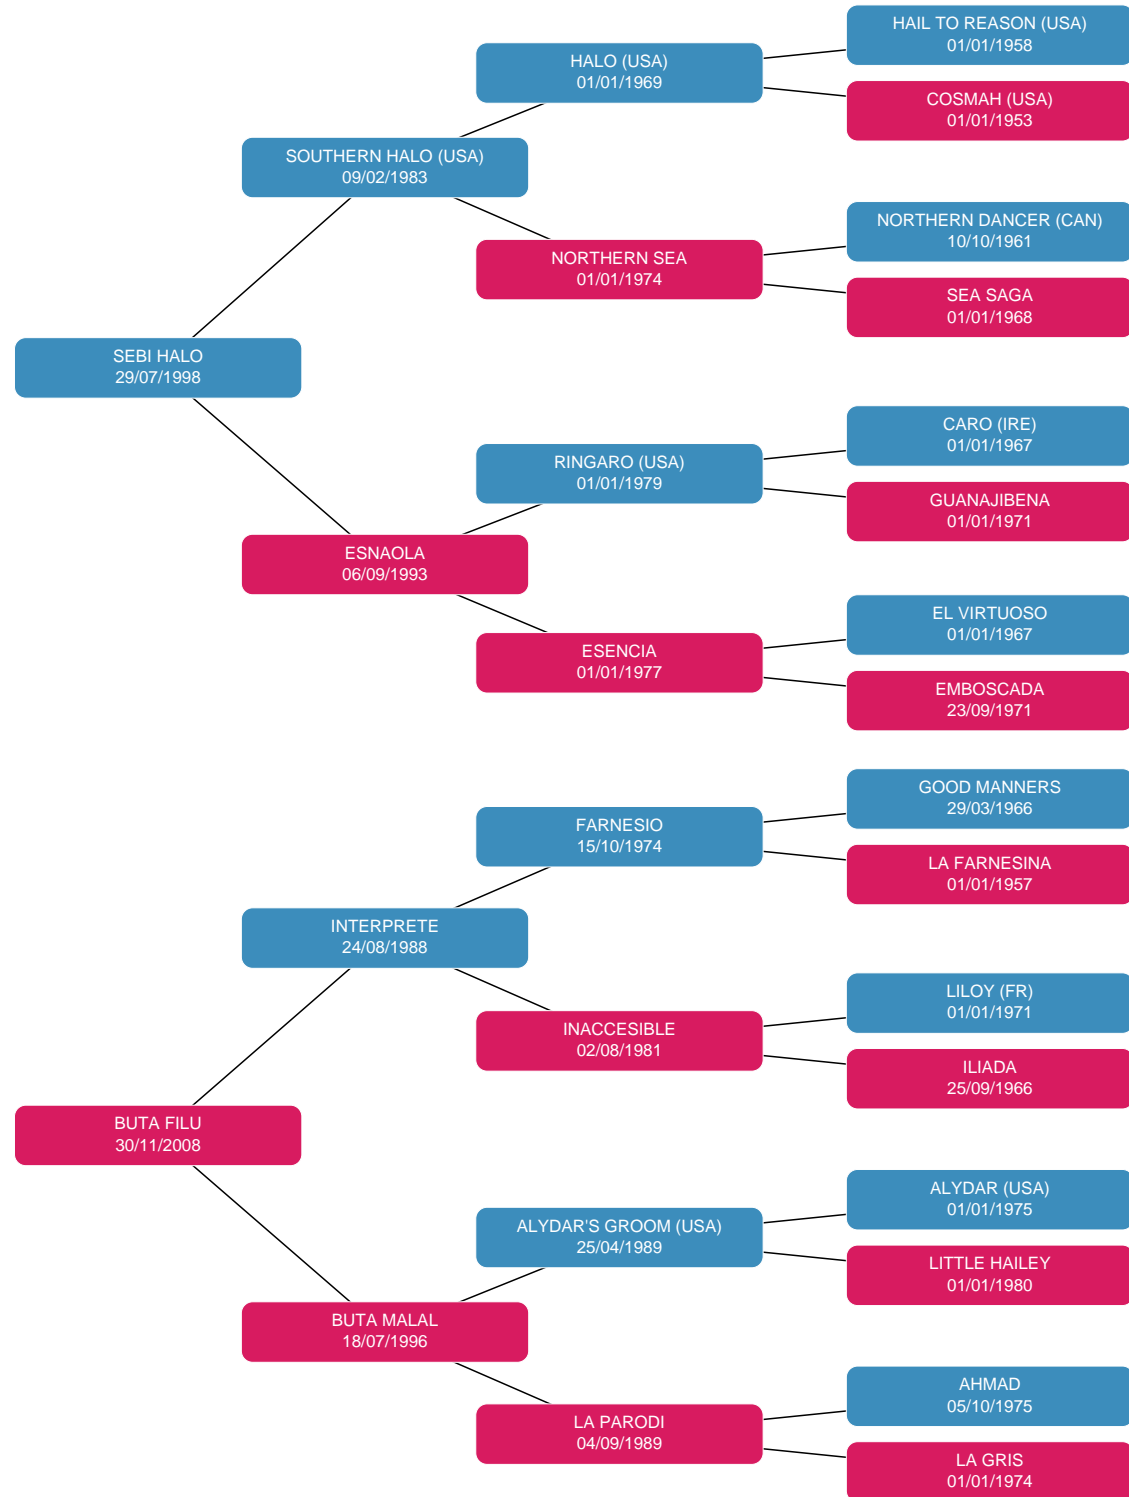 HAIL TO REASON (USA)
01/01/1958
HALO (USA)
01/01/1969
COSMAH (USA)
01/01/1953
SOUTHERN HALO (USA)
09/02/1983
NORTHERN DANCER (CAN)
10/10/1961
NORTHERN SEA
01/01/1974
SEA SAGA
01/01/1968
SEBI HALO
29/07/1998
CARO (IRE)
01/01/1967
RINGARO (USA)
01/01/1979
GUANAJIBENA
01/01/1971
ESNAOLA
06/09/1993
EL VIRTUOSO
01/01/1967
ESENCIA
01/01/1977
EMBOSCADA
23/09/1971
GOOD MANNERS
29/03/1966
FARNESIO
15/10/1974
LA FARNESINA
01/01/1957
INTERPRETE
24/08/1988
LILOY (FR)
01/01/1971
INACCESIBLE
02/08/1981
ILIADA
25/09/1966
BUTA FILU
30/11/2008
ALYDAR (USA)
01/01/1975
ALYDAR'S GROOM (USA)
25/04/1989
LITTLE HAILEY
01/01/1980
BUTA MALAL
18/07/1996
AHMAD
05/10/1975
LA PARODI
04/09/1989
LA GRIS
01/01/1974